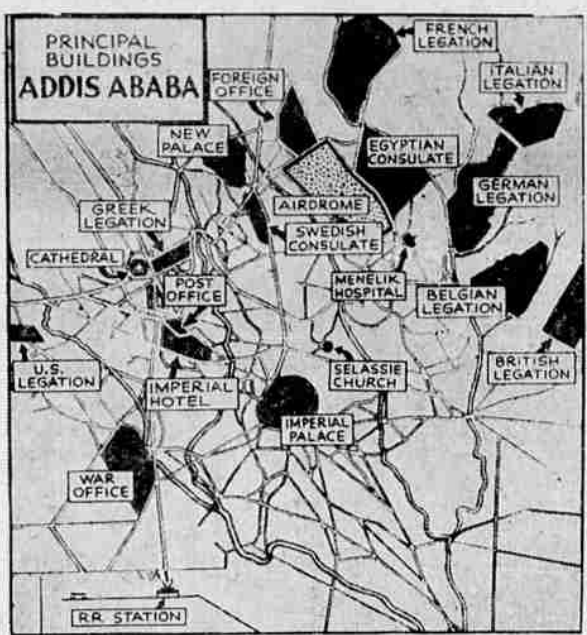 PRINCIPAL
BUILDINGS
ADDIS ABABA
FRENCH
LEGATION
FOREIGN
OFFICE
ITALIAN
LEGATION
NEW
PALACE
EGYPTIAN
CONSULATE
GERMAN
LEGATION
AIRDROME
GREEK
LEGATION
SWEDISH
CONSULATE
CATHEDRAL
POST
OFFICE
MENELIK
HOSPITAL
BELGIAN
LEGATION
U.S.
LEGATION
IMPERIAL
HOTEL
SELASSIE
CHURCH
BRITISH
LEGATION
IMPERIAL
PALACE
WAR
OFFICE
R.R. STATION